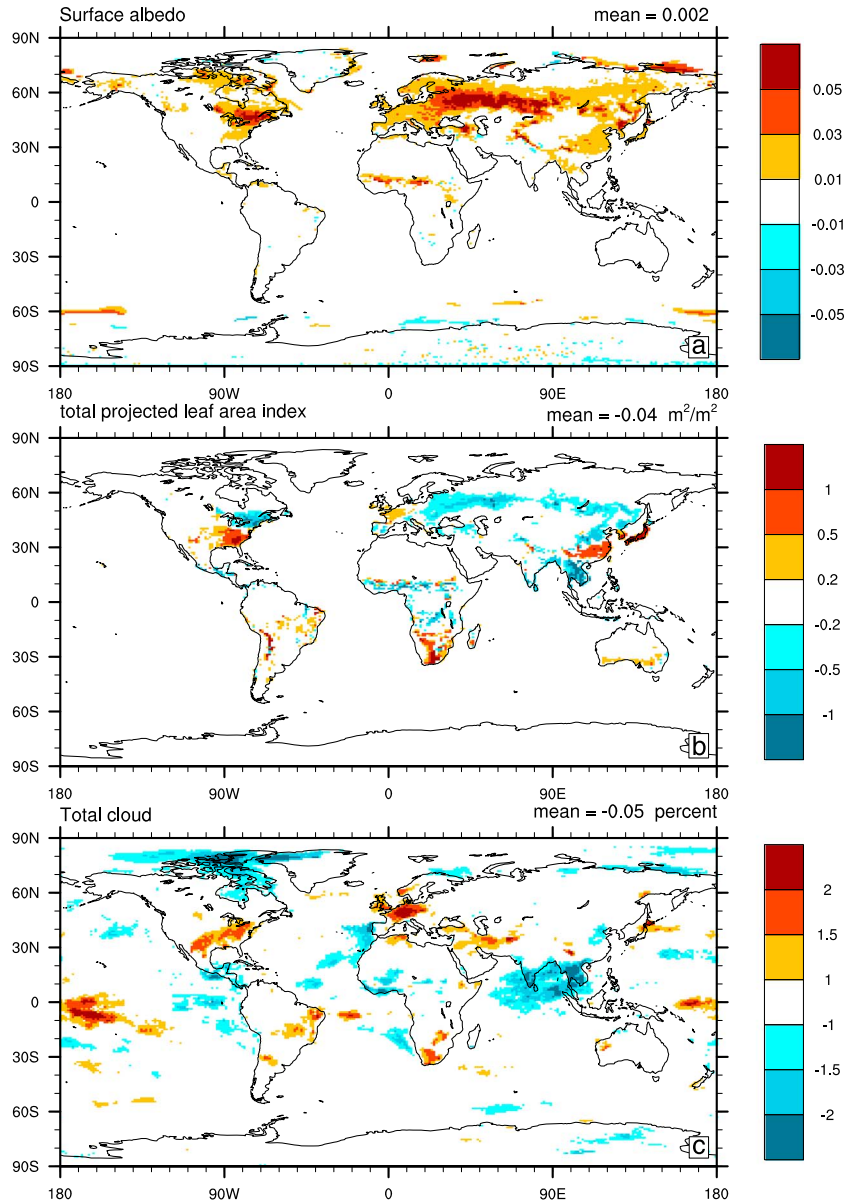 Surface albedo mean = 0.002
90N
60N
30N
0
30S
60S
90S
180 90W 0 90E 180
a
0.05
0.03
0.01
-0.01
-0.03
-0.05
total projected leaf area index mean = -0.04 m²/m²
90N
60N
30N
0
30S
60S
90S
180 90W 0 90E 180
b
1
0.5
0.2
-0.2
-0.5
-1
Total cloud mean = -0.05 percent
90N
60N
30N
0
30S
60S
90S
180 90W 0 90E 180
c
2
1.5
1
-1
-1.5
-2